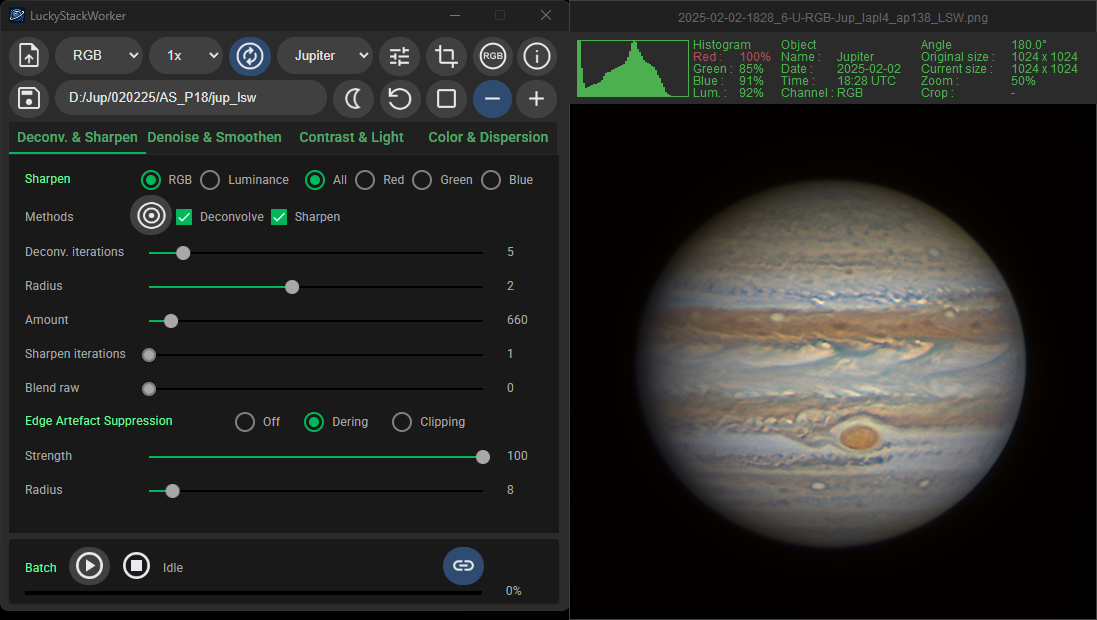 LuckyStackWorker
RGB 1x Jupiter RGB
D:/Jup/020225/AS_P18/jup_lsw
Deconv. & Sharpen Denoise & Smoothen Contrast & Light Color & Dispersion
Sharpen RGB Luminance All Red Green Blue
Methods Deconvolve Sharpen
Deconv. iterations 5
Radius 2
Amount 660
Sharpen iterations 1
Blend raw 0
Edge Artefact Suppression Off Dering Clipping
Strength 100
Radius 8
Batch Idle
0%
2025-02-02-1828_6-U-RGB-Jup_lapl4_ap138_LSW.png
Histogram Object Angle 180.0°
Red : 100% Name : Jupiter Original size : 1024 x 1024
Green : 85% Date : 2025-02-02 Current size : 1024 x 1024
Blue : 91% Time : 18:28 UTC Zoom : 50%
Lum. : 92% Channel : RGB Crop : -